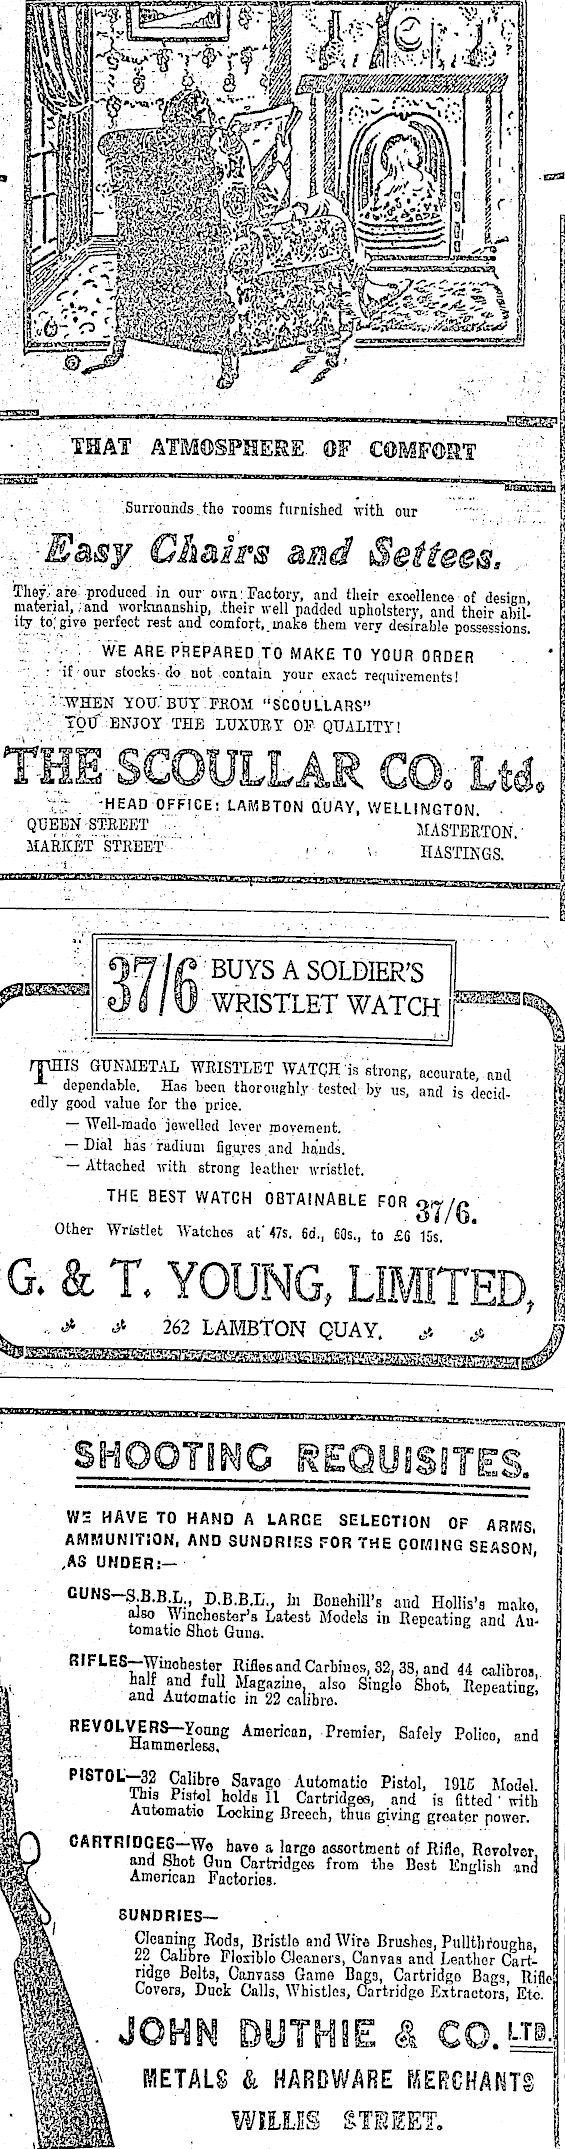 THAT ATMOSPHERE OF COMFORT
Surrounds the rooms furnished with our
Easy Chairs and Settees.
They are produced in our own Factory, and their excellence of design,
material, and workmanship, their well padded upholstery, and their abil-
ity to give perfect rest and comfort, make them very desirable possessions.
WE ARE PREPARED TO MAKE TO YOUR ORDER
if our stocks do not contain your exact requirements!
WHEN YOU BUY FROM "SCOULLARS"
YOU ENJOY THE LUXURY OF QUALITY!
THE SCOULLAR CO. Ltd.
HEAD OFFICE: LAMBTON QUAY, WELLINGTON.
QUEEN STREET MASTERTON.
MARKET STREET HASTINGS.
37/6 BUYS A SOLDIER'S
WRISTLET WATCH
THIS GUNMETAL WRISTLET WATCH is strong, accurate, and
dependable. Has been thoroughly tested by us, and is decid-
edly good value for the price.
— Well-made jewelled lever movement.
— Dial has radium figures and hands.
— Attached with strong leather wristlet.
THE BEST WATCH OBTAINABLE FOR 37/6.
Other Wristlet Watches at 47s. 6d., 60s., to £6 15s.
G. & T. YOUNG, LIMITED,
262 LAMBTON QUAY.
SHOOTING REQUISITES.
WE HAVE TO HAND A LARGE SELECTION OF ARMS,
AMMUNITION, AND SUNDRIES FOR THE COMING SEASON,
AS UNDER:—
GUNS—S.B.B.L., D.B.B.L., in Bonehill's and Hollis's make,
also Winchester's Latest Models in Repeating and Au-
tomatic Shot Guns.
RIFLES—Winchester Rifles and Carbines, 32, 38, and 44 calibres,
half and full Magazine, also Single Shot, Repeating,
and Automatic in 22 calibre.
REVOLVERS—Young American, Premier, Safely Police, and
Hammerless.
PISTOL—32 Calibre Savage Automatic Pistol, 1915 Model.
This Pistol holds 11 Cartridges, and is fitted with
Automatic Locking Breech, thus giving greater power.
CARTRIDGES—We have a large assortment of Rifle, Revolver,
and Shot Gun Cartridges from the Best English and
American Factories.
SUNDRIES—
Cleaning Rods, Bristle and Wire Brushes, Pullthroughs,
22 Calibre Flexible Cleaners, Canvas and Leather Cart-
ridge Belts, Canvass Game Bags, Cartridge Bags, Rifle
Covers, Duck Calls, Whistles, Cartridge Extractors, Etc.
JOHN DUTHIE & CO. LTD.
METALS & HARDWARE MERCHANTS
WILLIS STREET.